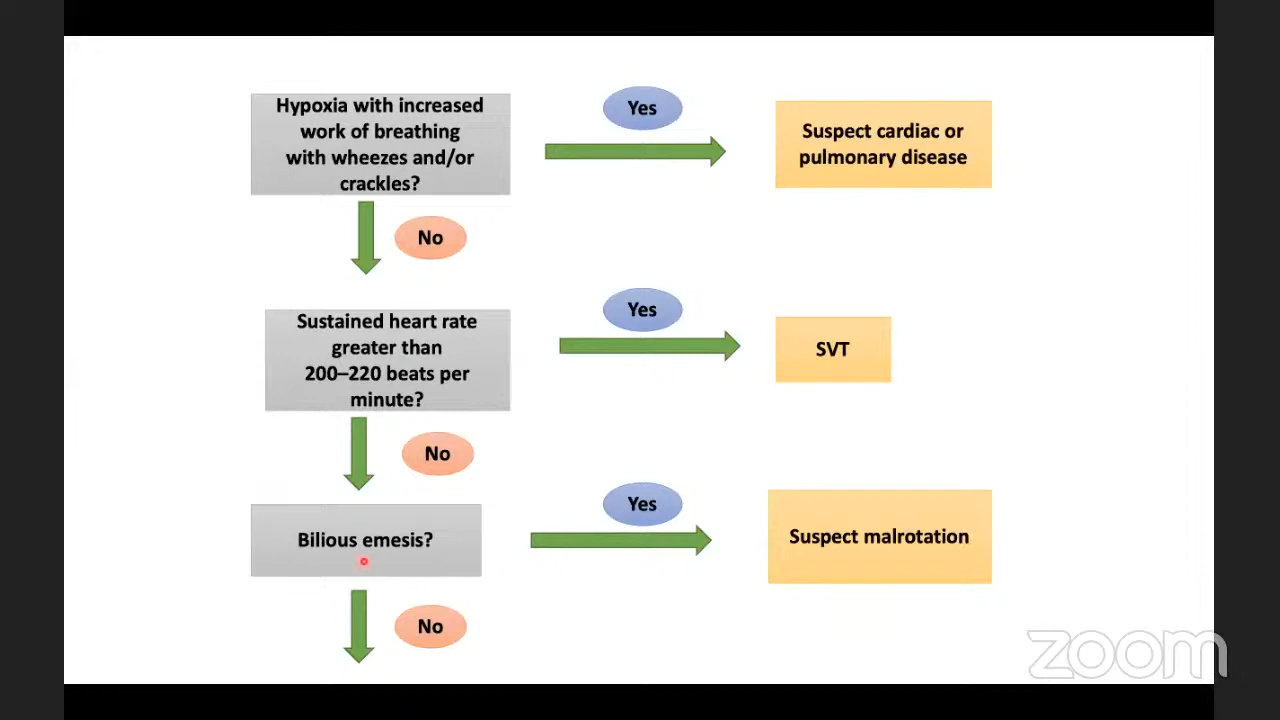 Hypoxia with increased
work of breathing
with wheezes and/or
crackles?
Yes
Suspect cardiac or
pulmonary disease
No
Sustained heart rate
greater than
200–220 beats per
minute?
Yes
SVT
No
Bilious emesis?
Yes
Suspect malrotation
No
zoom